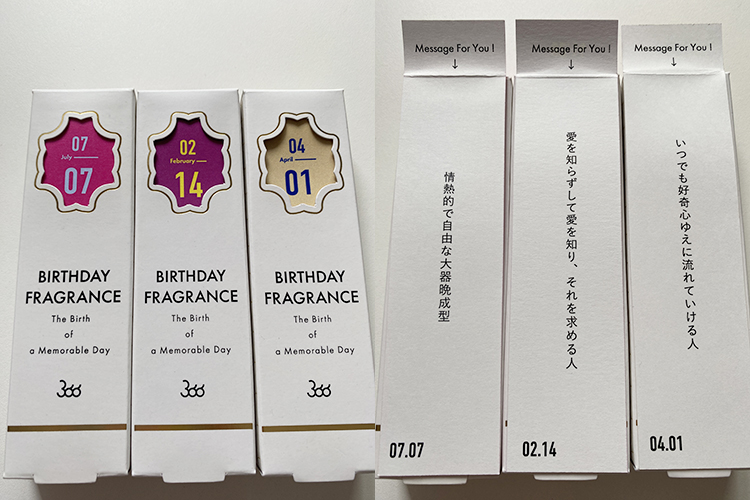 07
July
07
BIRTHDAY
FRAGRANCE
The Birth
of
a Memorable Day
366
02
February
14
BIRTHDAY
FRAGRANCE
The Birth
of
a Memorable Day
366
04
April
01
BIRTHDAY
FRAGRANCE
The Birth
of
a Memorable Day
366
Message For You !
↓
情熱的で自由な大器晩成型
07.07
Message For You !
↓
愛を知らずして愛を知り、それを求める人
02.14
Message For You !
↓
いつでも好奇心ゆえに流れていける人
04.01